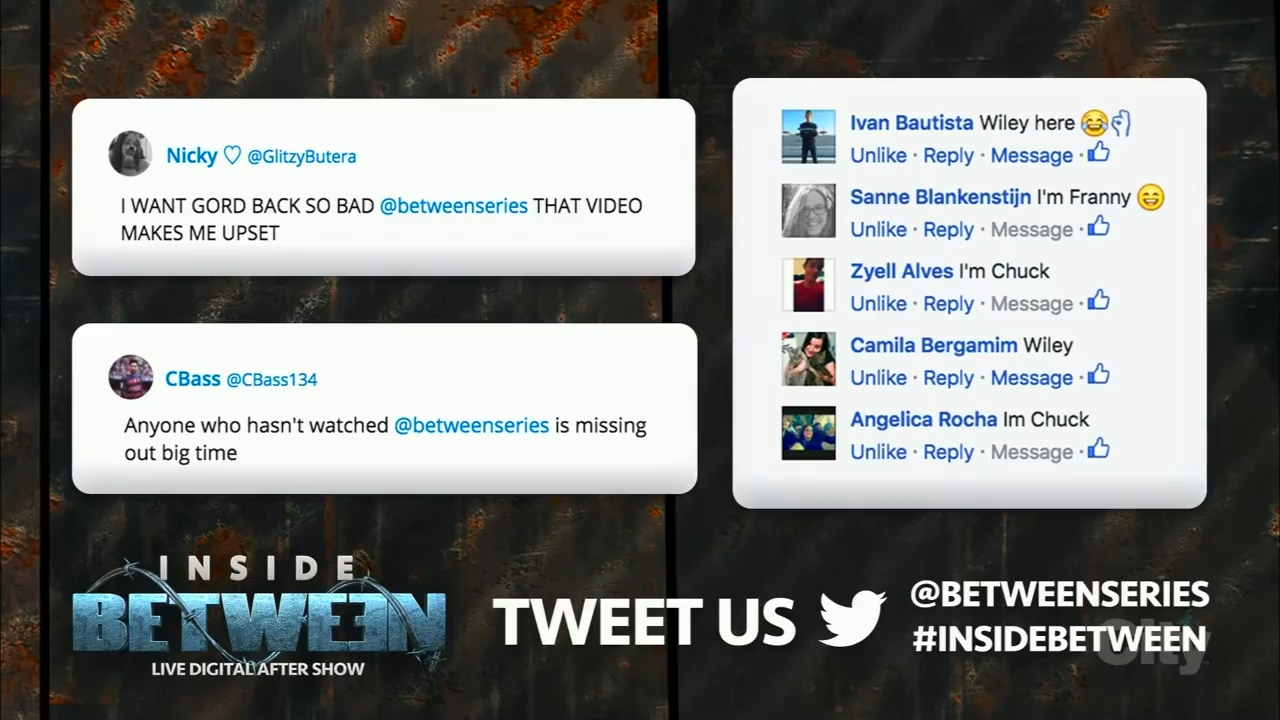 Nicky ♡ @GlitzyButera
I WANT GORD BACK SO BAD @betweenseries THAT VIDEO
MAKES ME UPSET
CBass @CBass134
Anyone who hasn't watched @betweenseries is missing
out big time
Ivan Bautista Wiley here 😂👌
Unlike · Reply · Message · 👍
Sanne Blankenstijn I'm Franny 😄
Unlike · Reply · Message · 👍
Zyell Alves I'm Chuck
Unlike · Reply · Message · 👍
Camila Bergamim Wiley
Unlike · Reply · Message · 👍
Angelica Rocha Im Chuck
Unlike · Reply · Message · 👍
INSIDE
BETWEEN
LIVE DIGITAL AFTER SHOW
TWEET US
@BETWEENSERIES
#INSIDEBETWEEN
City